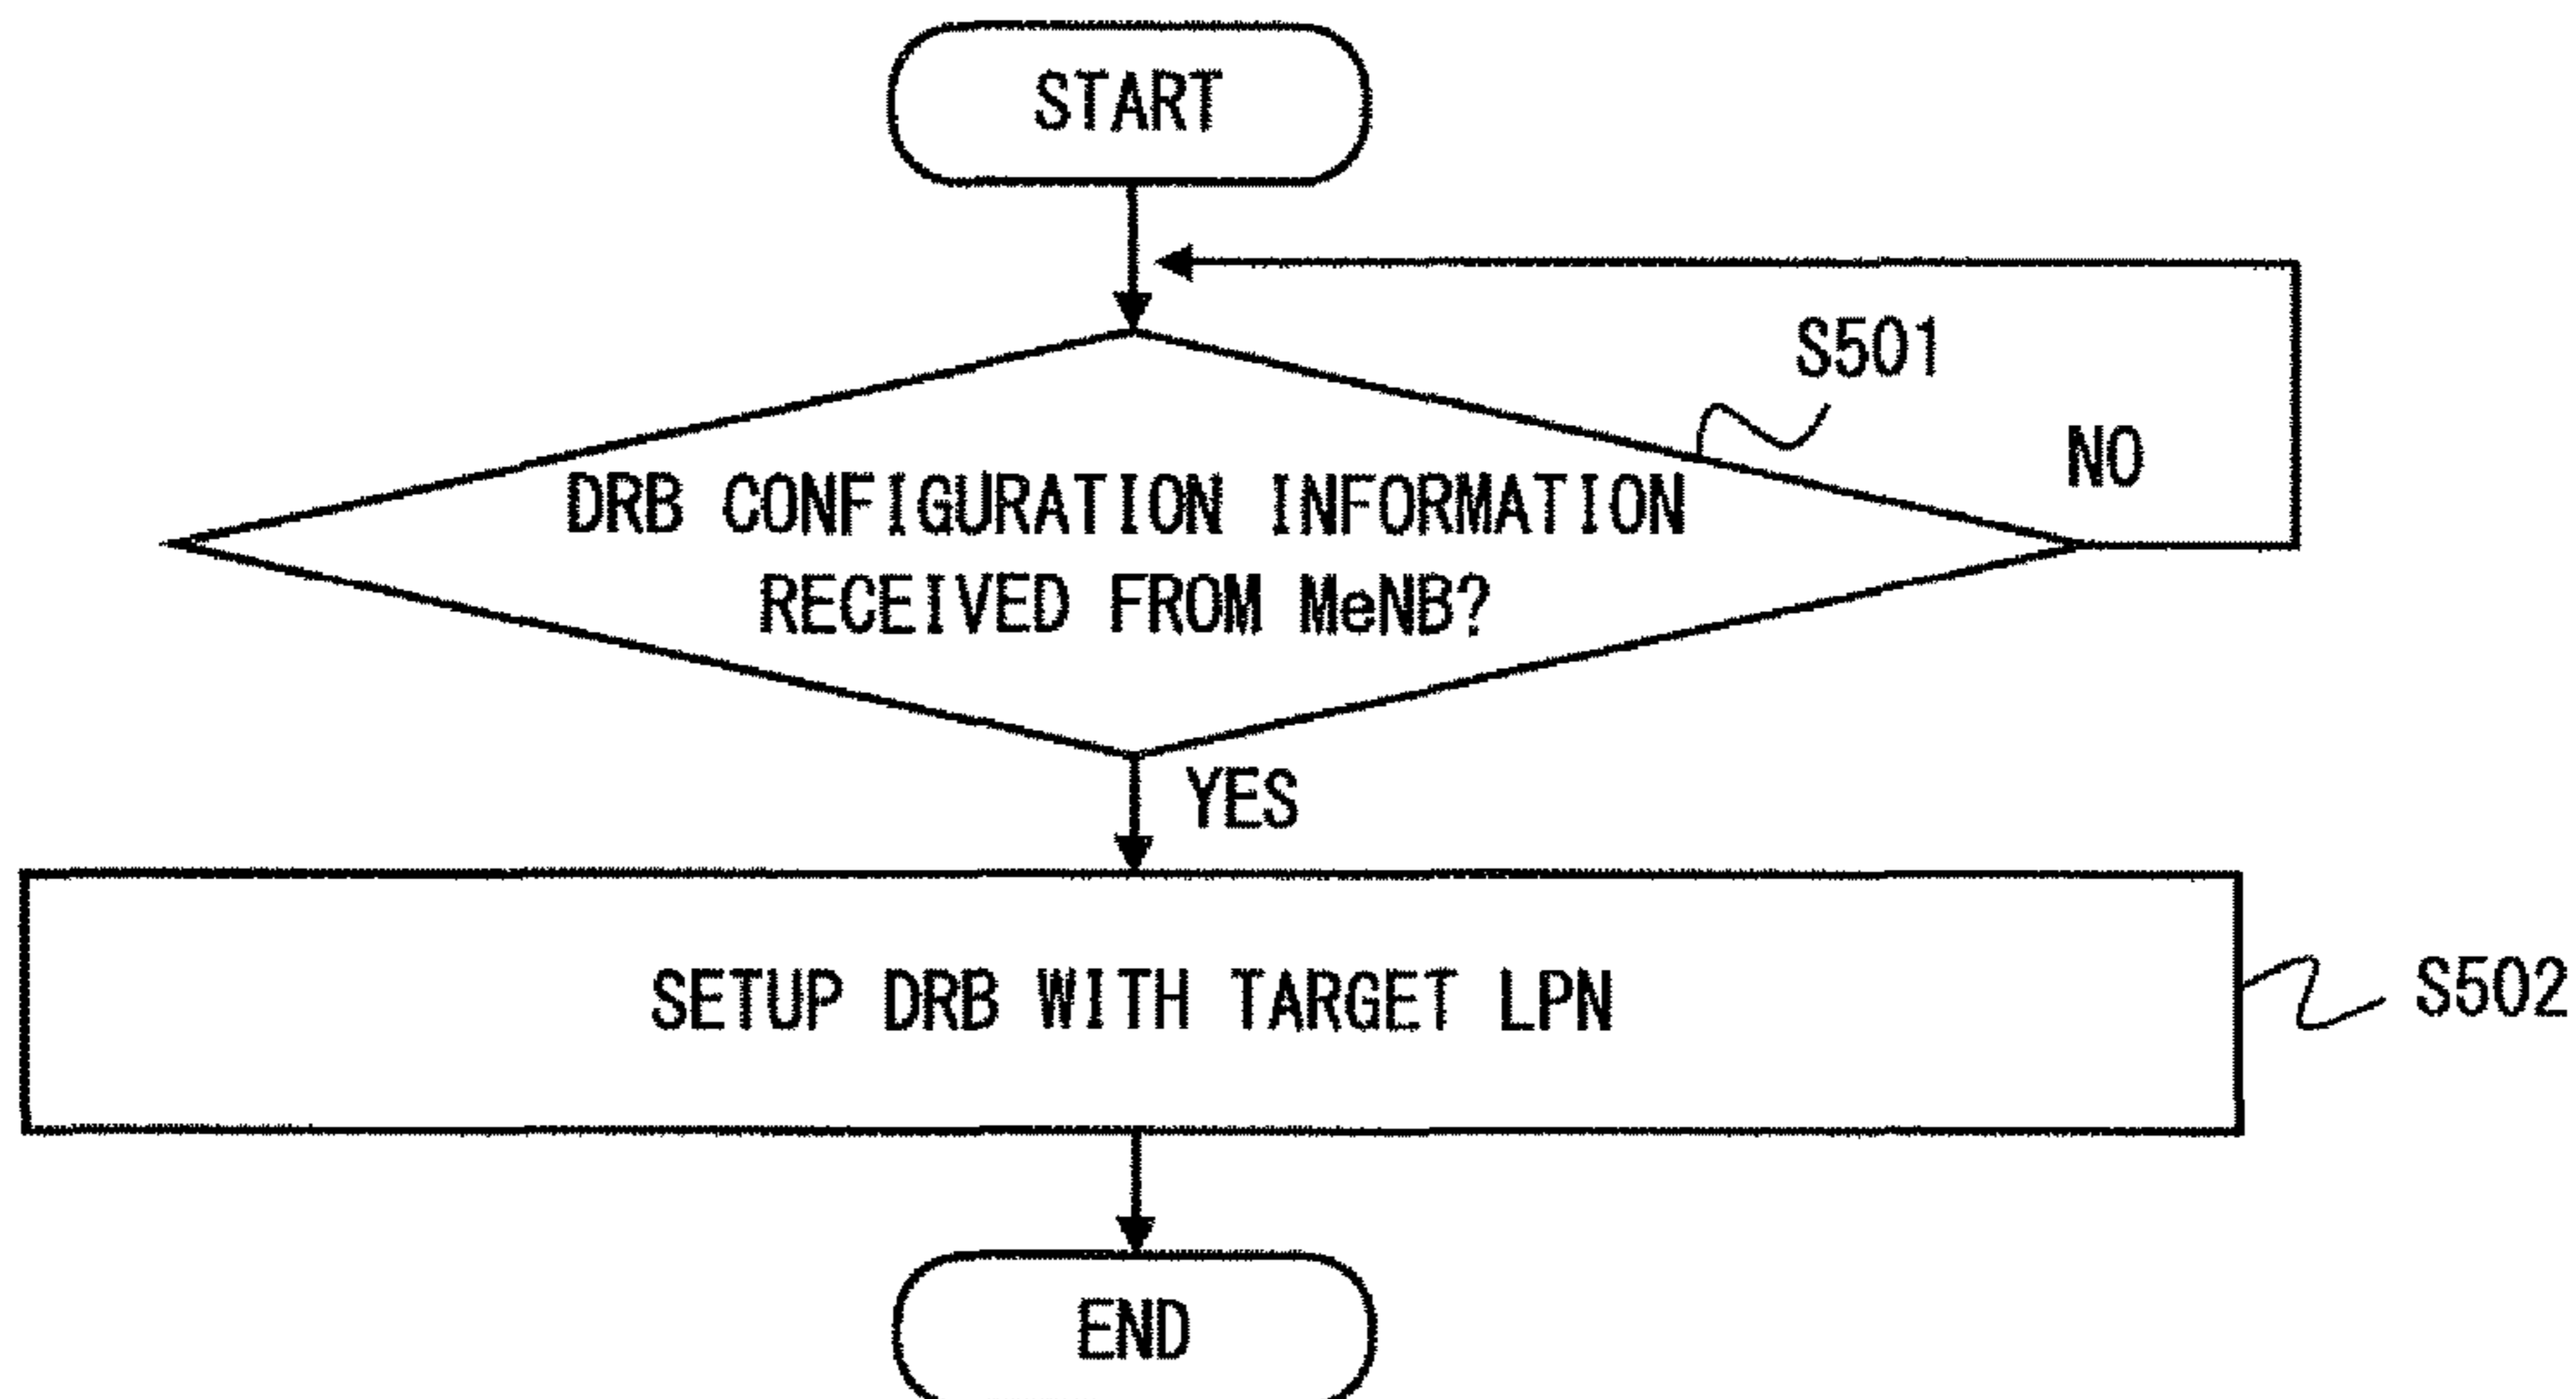 START
S501
NO
DRB CONFIGURATION INFORMATION
RECEIVED FROM MeNB?
YES
SETUP DRB WITH TARGET LPN
S502
END